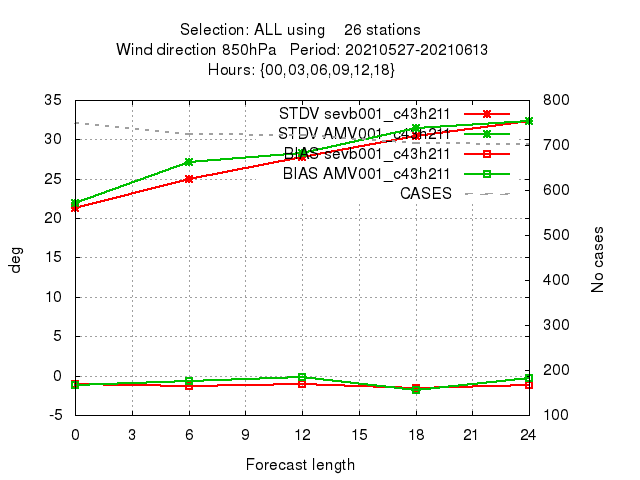 Selection: ALL using 26 stations
Wind direction 850hPa Period: 20210527-20210613
Hours: {00,03,06,09,12,18}
STDV sevb001_c43h211
STDV AMV001_c43h211
BIAS sevb001_c43h211
BIAS AMV001_c43h211
CASES
35
30
25
20
15
10
5
0
-5
deg
800
700
600
500
400
300
200
100
No cases
0 3 6 9 12 15 18 21 24
Forecast length